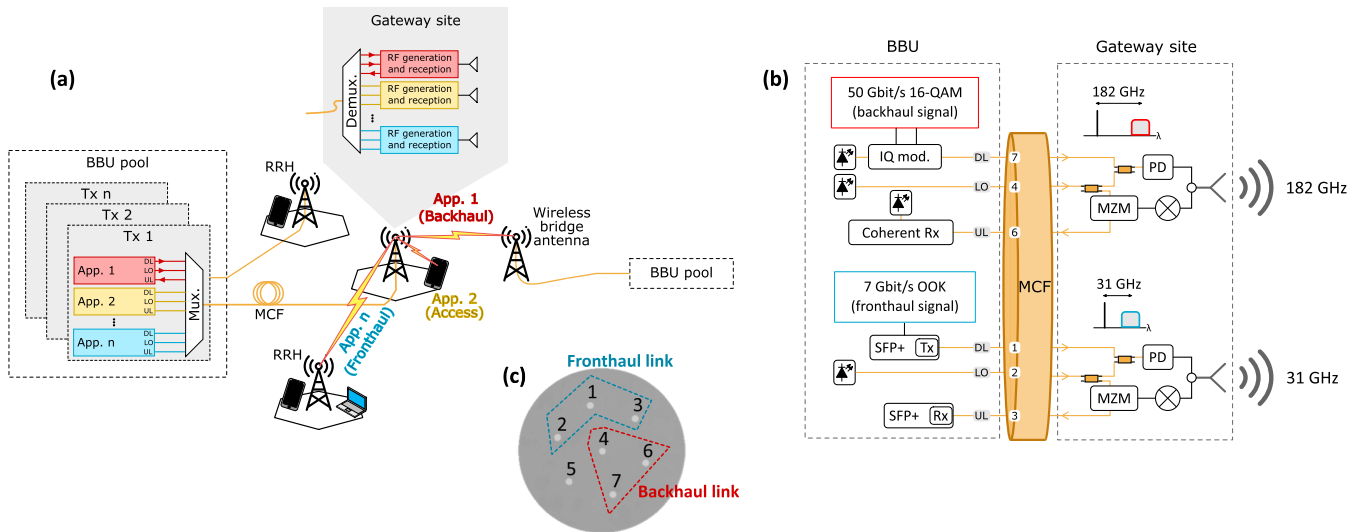 (a)
Gateway site
Demux.
RF generation
and reception
RF generation
and reception
...
RF generation
and reception
BBU pool
Tx n
Tx 2
Tx 1
App. 1
DL
LO
UL
App. 2
DL
LO
UL
...
App. n
DL
LO
UL
Mux.
MCF
RRH
App. 1
(Backhaul)
Wireless
bridge
antenna
BBU pool
App. 2
(Access)
App. n
(Fronthaul)
RRH
(c)
Fronthaul link
1
2
3
4
5
6
7
Backhaul link
(b)
BBU
Gateway site
50 Gbit/s 16-QAM
(backhaul signal)
IQ mod.
DL
7
LO
4
Coherent Rx
UL
6
7 Gbit/s OOK
(fronthaul signal)
SFP+
Tx
DL
1
LO
2
SFP+
Rx
UL
3
MCF
182 GHz
λ
PD
MZM
182 GHz
31 GHz
λ
PD
MZM
31 GHz